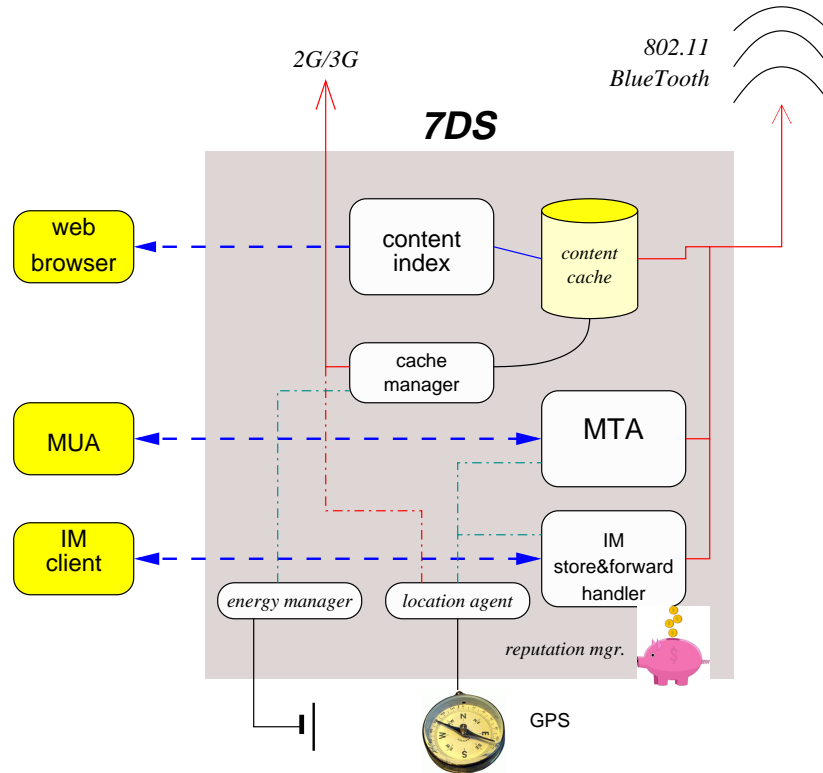 2G/3G
802.11
BlueTooth
7DS
web
browser
content
index
content
cache
cache
manager
MUA
MTA
IM
client
IM
store&forward
handler
energy manager
location agent
reputation mgr.
$
N
E
S
W
GPS